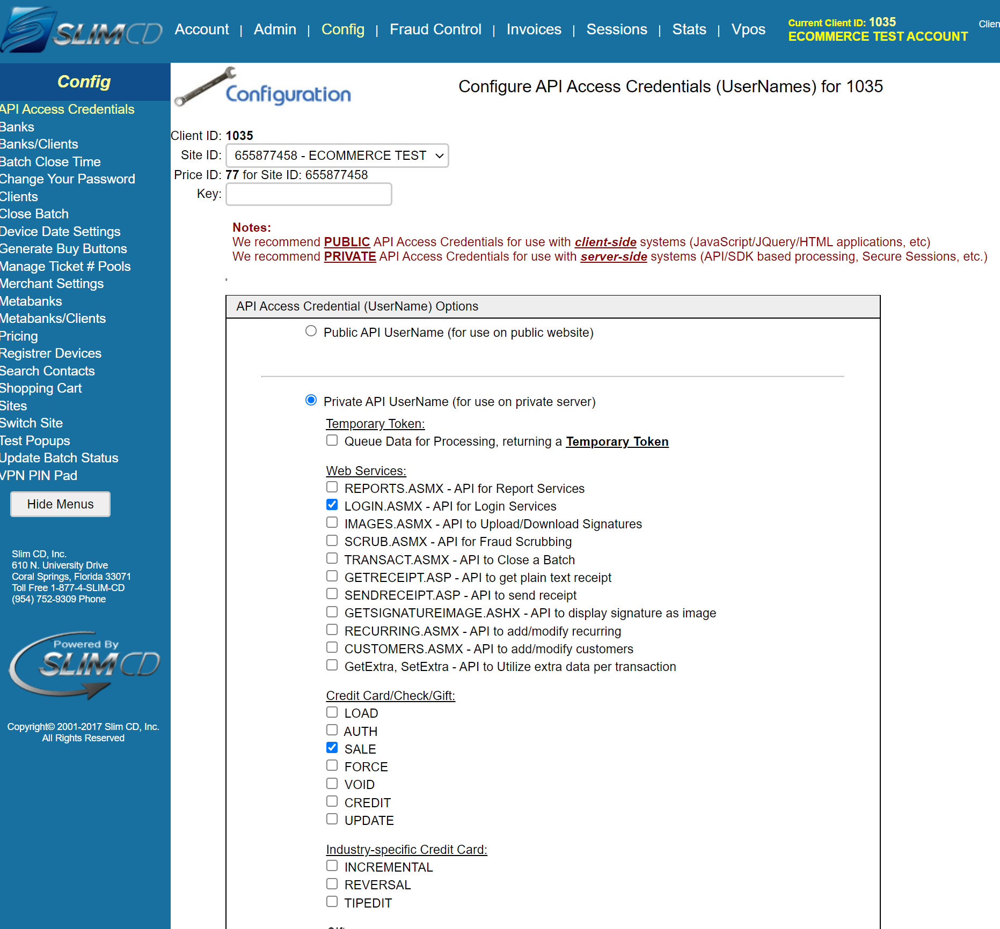 SLIMCD
Account | Admin | Config | Fraud Control | Invoices | Sessions | Stats | Vpos
Current Client ID: 1035
ECOMMERCE TEST ACCOUNT
Clien
Config
API Access Credentials
Banks
Banks/Clients
Batch Close Time
Change Your Password
Clients
Close Batch
Device Date Settings
Generate Buy Buttons
Manage Ticket # Pools
Merchant Settings
Metabanks
Metabanks/Clients
Pricing
Registrer Devices
Search Contacts
Shopping Cart
Sites
Switch Site
Test Popups
Update Batch Status
VPN PIN Pad
Hide Menus
Slim CD, Inc.
610 N. University Drive
Coral Springs, Florida 33071
Toll Free 1-877-4-SLIM-CD
(954) 752-9309 Phone
Powered By
SLIMCD
Copyright© 2001-2017 Slim CD, Inc.
All Rights Reserved
Configuration
Configure API Access Credentials (UserNames) for 1035
Client ID: 1035
Site ID: 655877458 - ECOMMERCE TEST
Price ID: 77 for Site ID: 655877458
Key:
Notes:
We recommend PUBLIC API Access Credentials for use with client-side systems (JavaScript/JQuery/HTML applications, etc)
We recommend PRIVATE API Access Credentials for use with server-side systems (API/SDK based processing, Secure Sessions, etc.)
API Access Credential (UserName) Options
Public API UserName (for use on public website)
Private API UserName (for use on private server)
Temporary Token:
Queue Data for Processing, returning a Temporary Token
Web Services:
REPORTS.ASMX - API for Report Services
LOGIN.ASMX - API for Login Services
IMAGES.ASMX - API to Upload/Download Signatures
SCRUB.ASMX - API for Fraud Scrubbing
TRANSACT.ASMX - API to Close a Batch
GETRECEIPT.ASP - API to get plain text receipt
SENDRECEIPT.ASP - API to send receipt
GETSIGNATUREIMAGE.ASHX - API to display signature as image
RECURRING.ASMX - API to add/modify recurring
CUSTOMERS.ASMX - API to add/modify customers
GetExtra, SetExtra - API to Utilize extra data per transaction
Credit Card/Check/Gift:
LOAD
AUTH
SALE
FORCE
VOID
CREDIT
UPDATE
Industry-specific Credit Card:
INCREMENTAL
REVERSAL
TIPEDIT